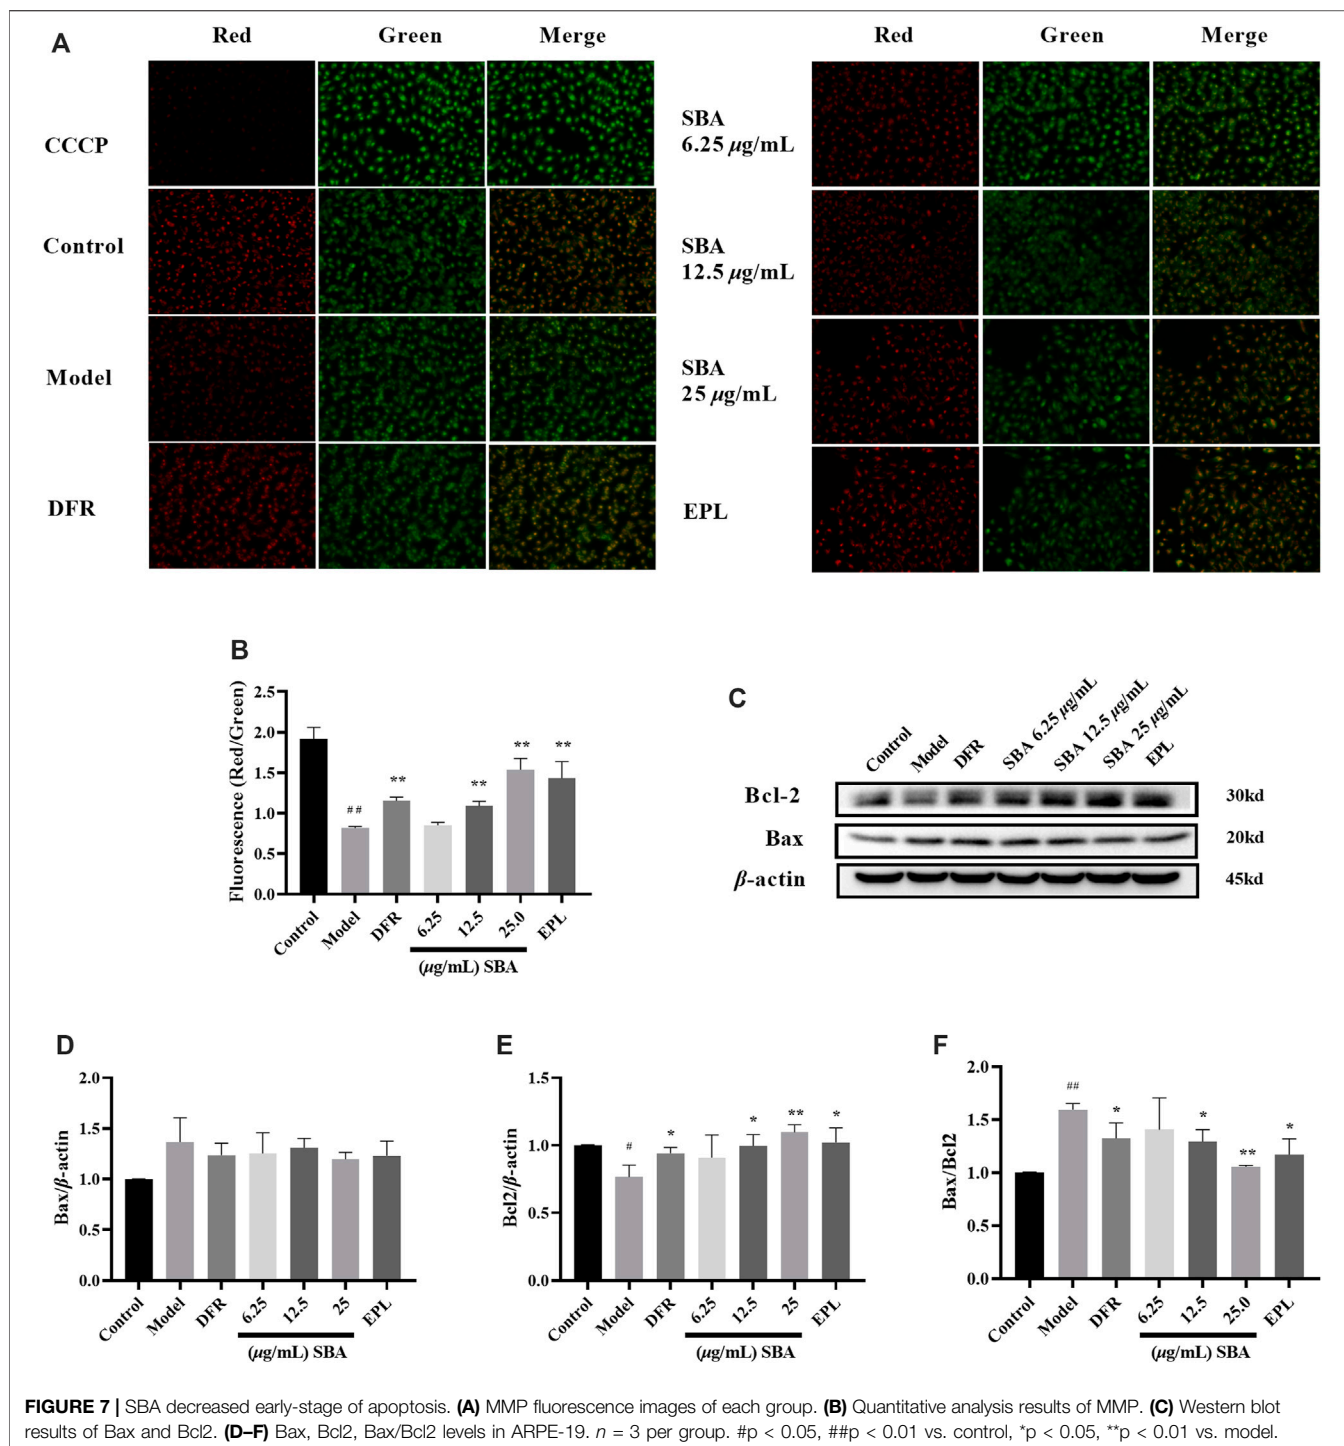 A
Red Green Merge
Red Green Merge
CCCP
Control
Model
DFR
SBA
6.25 μg/mL
SBA
12.5 μg/mL
SBA
25 μg/mL
EPL
B
Fluorescence (Red/Green)
2.5
2.0
1.5
1.0
0.5
0.0
##
**
**
**
**
Control Model DFR 6.25 12.5 25.0 EPL
(μg/mL) SBA
C
Control Model DFR SBA 6.25 μg/mL SBA 12.5 μg/mL SBA 25 μg/mL EPL
Bcl-2 30kd
Bax 20kd
β-actin 45kd
D
Bax/β-actin
2.0
1.5
1.0
0.5
0.0
Control Model DFR 6.25 12.5 25 EPL
(μg/mL) SBA
E
Bcl2/β-actin
1.5
1.0
0.5
0.0
#
*
*
**
*
Control Model DFR 6.25 12.5 25 EPL
(μg/mL) SBA
F
Bax/Bcl2
2.0
1.5
1.0
0.5
0.0
##
*
*
**
*
Control Model DFR 6.25 12.5 25.0 EPL
(μg/mL) SBA
FIGURE 7 | SBA decreased early-stage of apoptosis. (A) MMP fluorescence images of each group. (B) Quantitative analysis results of MMP. (C) Western blot
results of Bax and Bcl2. (D–F) Bax, Bcl2, Bax/Bcl2 levels in ARPE-19. n = 3 per group. #p < 0.05, ##p < 0.01 vs. control, *p < 0.05, **p < 0.01 vs. model.